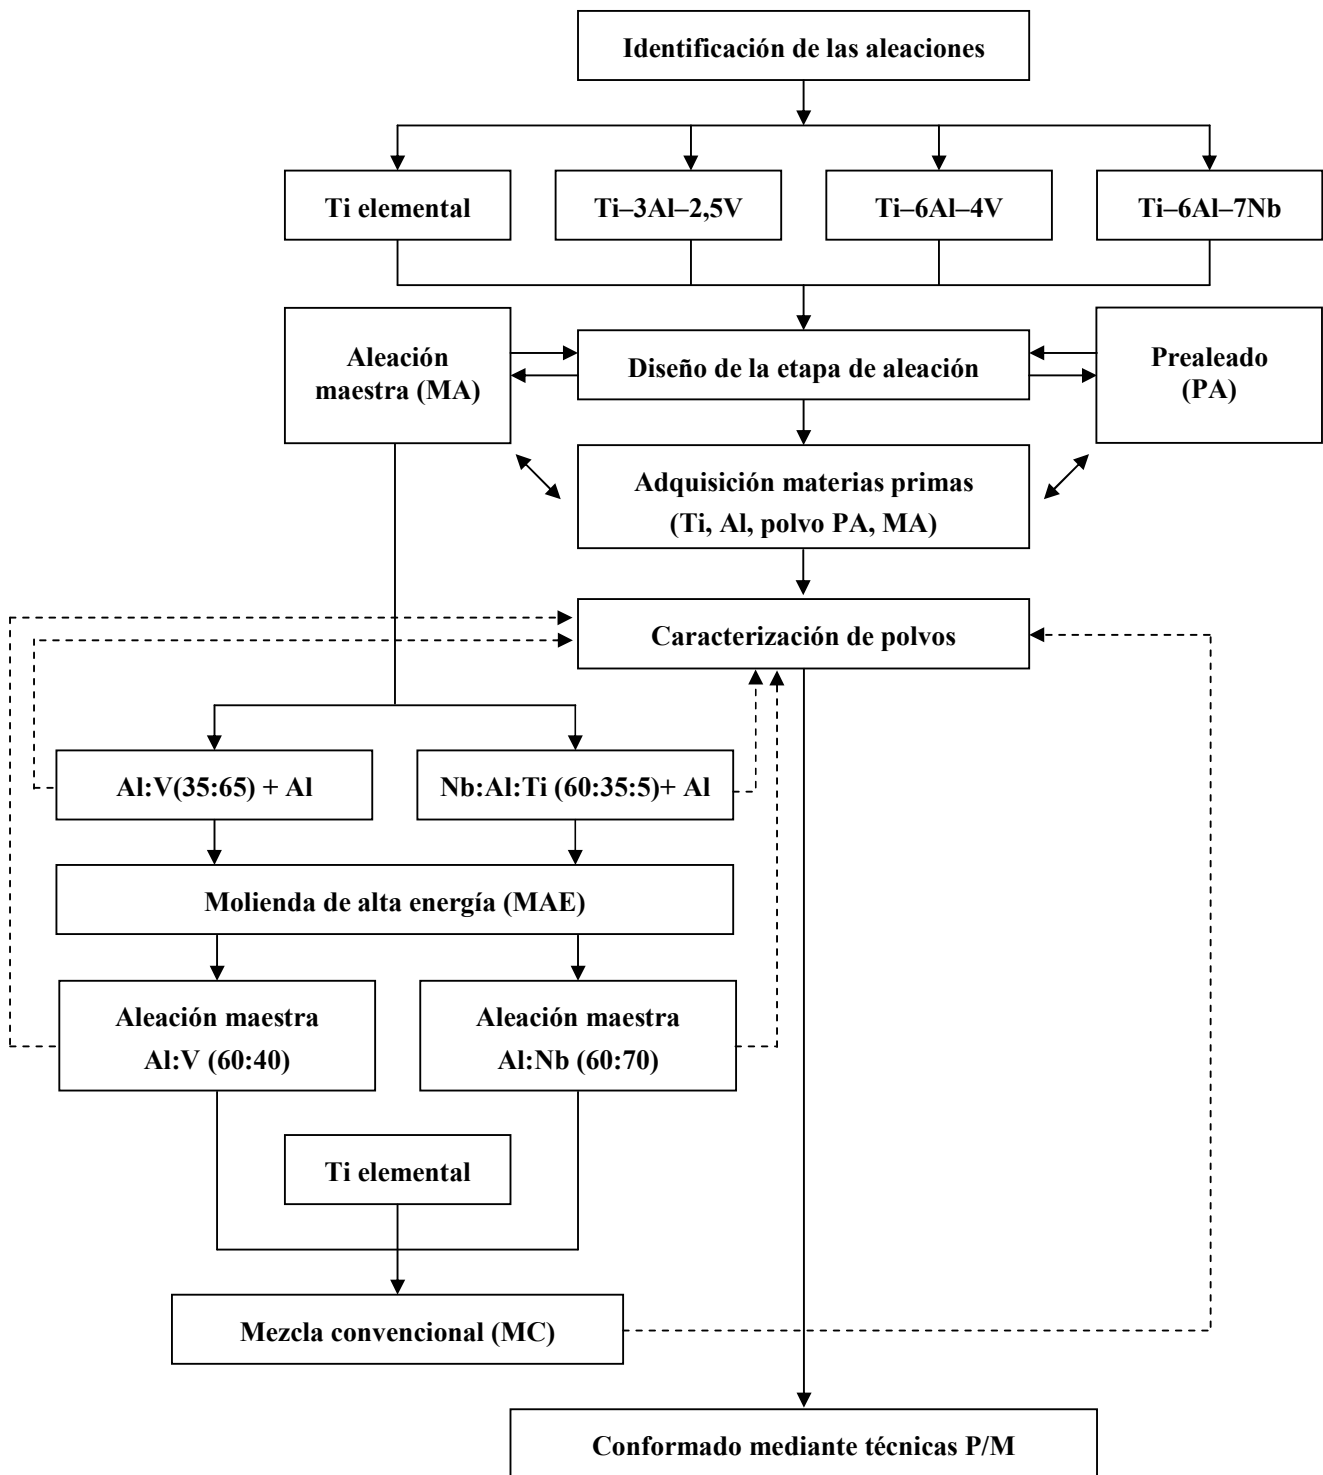 Identificación de las aleaciones
Ti elemental
Ti–3Al–2,5V
Ti–6Al–4V
Ti–6Al–7Nb
Aleación
maestra (MA)
Diseño de la etapa de aleación
Prealeado
(PA)
Adquisición materias primas
(Ti, Al, polvo PA, MA)
Caracterización de polvos
Al:V(35:65) + Al
Nb:Al:Ti (60:35:5)+ Al
Molienda de alta energía (MAE)
Aleación maestra
Al:V (60:40)
Aleación maestra
Al:Nb (60:70)
Ti elemental
Mezcla convencional (MC)
Conformado mediante técnicas P/M